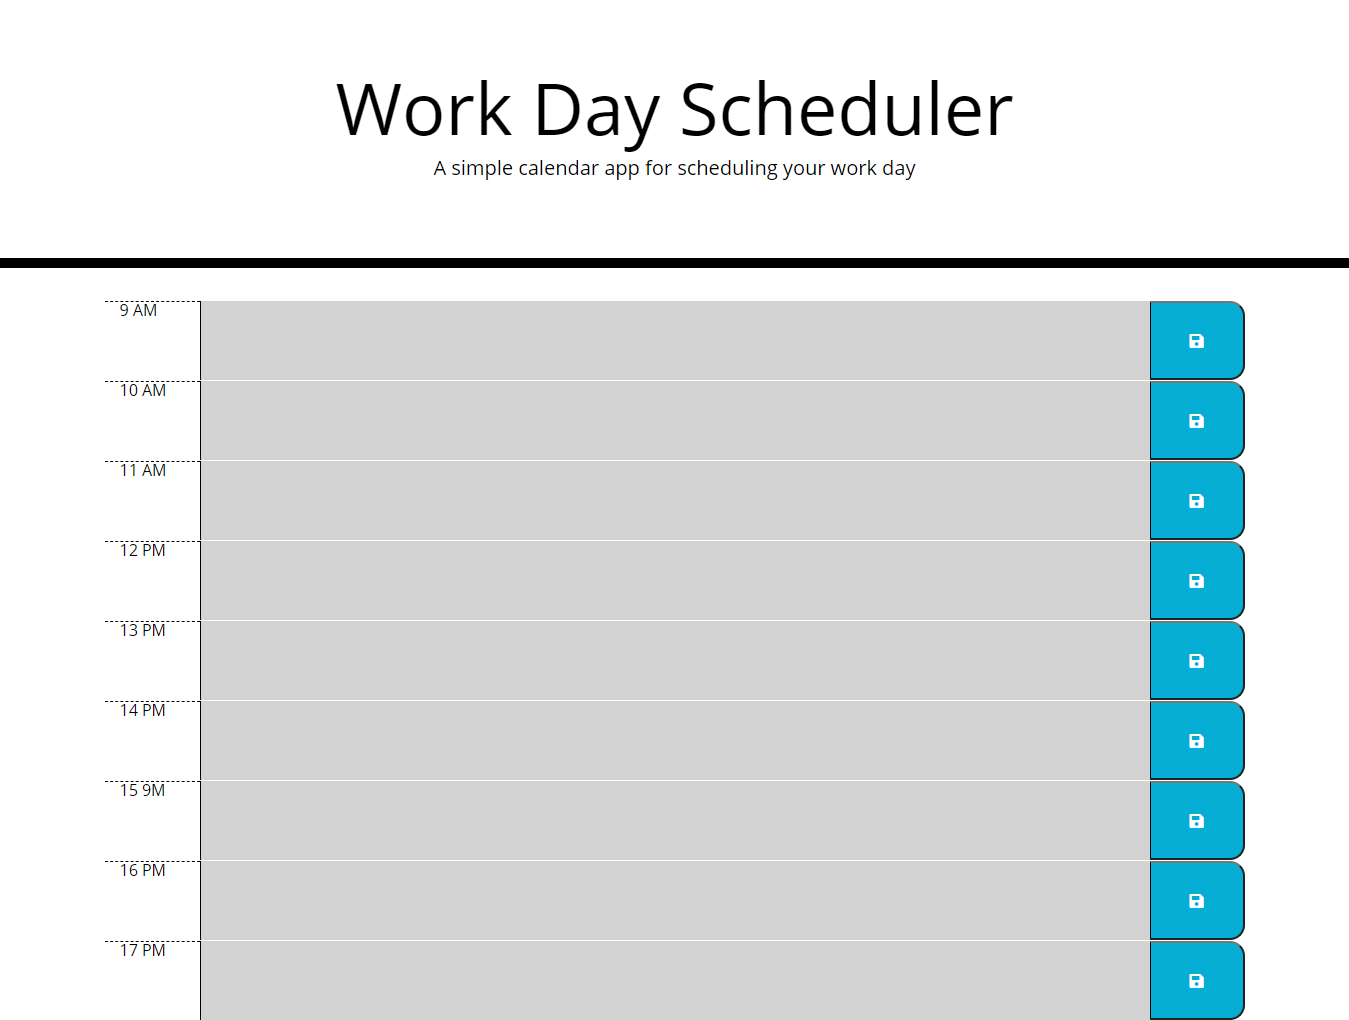 Work Day Scheduler
A simple calendar app for scheduling your work day
9 AM
10 AM
11 AM
12 PM
13 PM
14 PM
15 9M
16 PM
17 PM